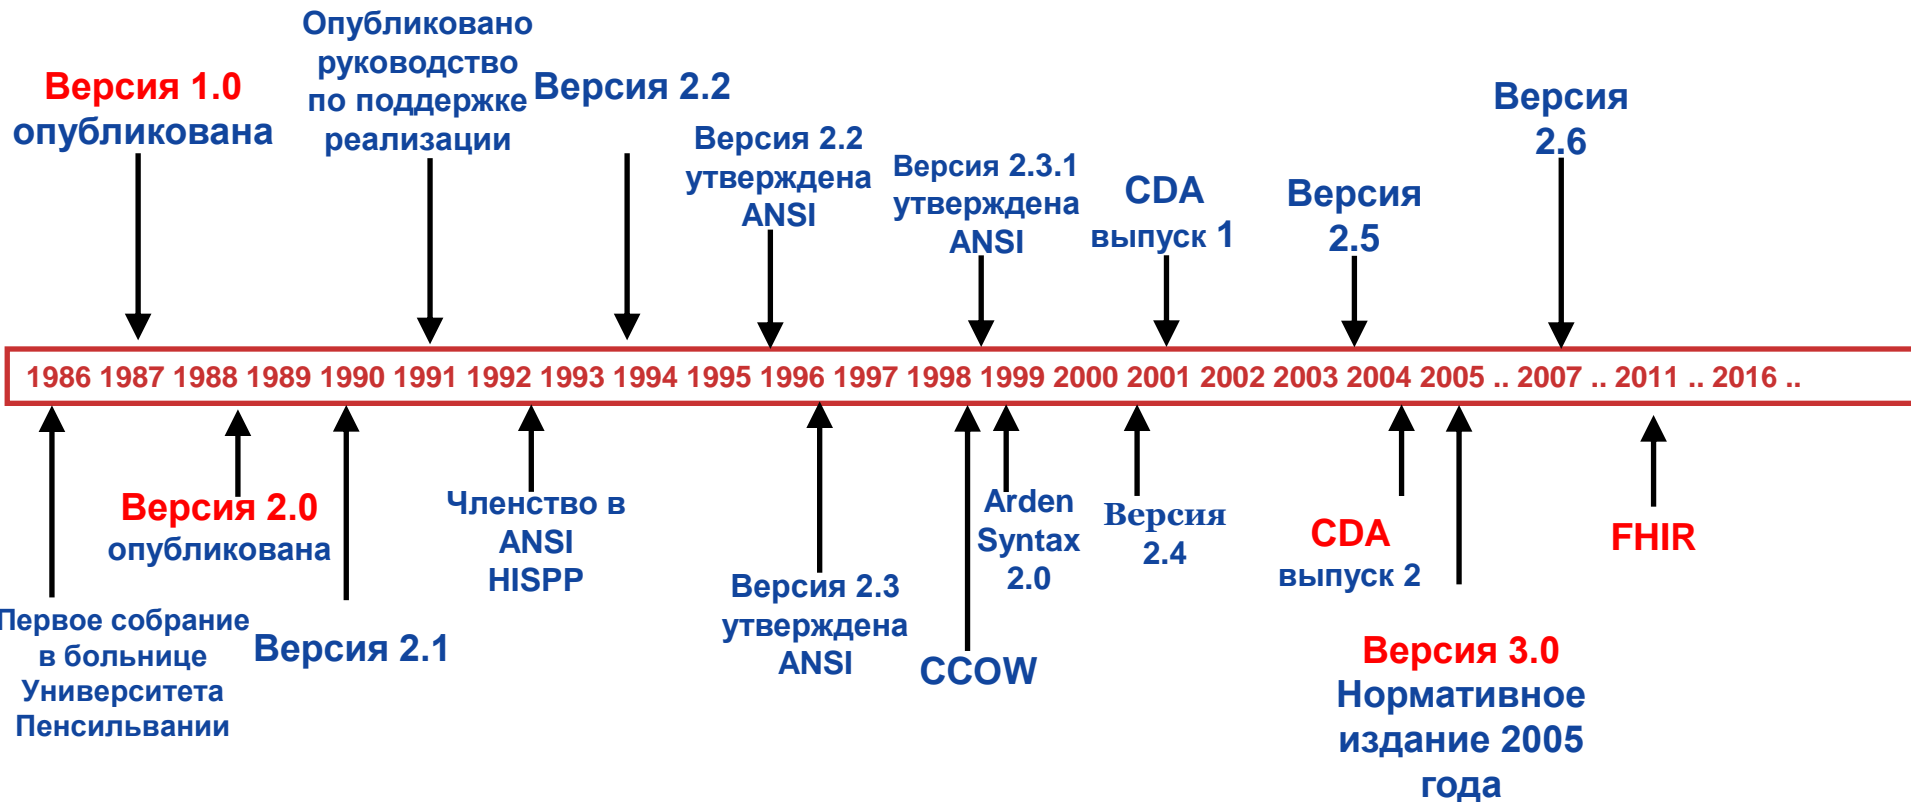 Опубликовано
руководство
по поддержке
реализации
Версия 1.0
опубликована
Версия 2.2
Версия 2.2
утверждена
ANSI
Версия 2.3.1
утверждена
ANSI
CDA
выпуск 1
Версия
2.5
Версия
2.6
1986 1987 1988 1989 1990 1991 1992 1993 1994 1995 1996 1997 1998 1999 2000 2001 2002 2003 2004 2005 .. 2007 .. 2011 .. 2016 ..
Первое собрание
в больнице
Университета
Пенсильвании
Версия 2.0
опубликована
Версия 2.1
Членство в
ANSI
HISPP
Версия 2.3
утверждена
ANSI
CCOW
Arden
Syntax
2.0
Версия
2.4
CDA
выпуск 2
Версия 3.0
Нормативное
издание 2005
года
FHIR